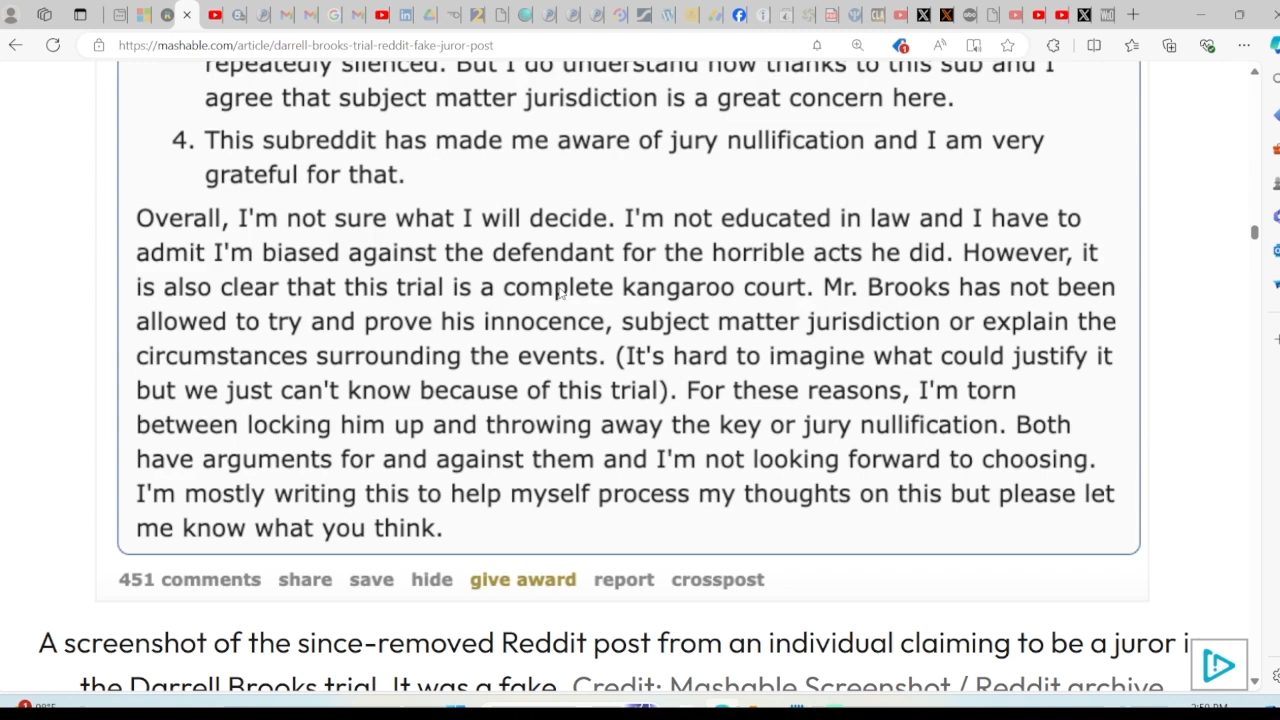 https://mashable.com/article/darrell-brooks-trial-reddit-fake-juror-post
repeatedly silenced. But I do understand now thanks to this sub and I
agree that subject matter jurisdiction is a great concern here.
4. This subreddit has made me aware of jury nullification and I am very
grateful for that.
Overall, I'm not sure what I will decide. I'm not educated in law and I have to
admit I'm biased against the defendant for the horrible acts he did. However, it
is also clear that this trial is a complete kangaroo court. Mr. Brooks has not been
allowed to try and prove his innocence, subject matter jurisdiction or explain the
circumstances surrounding the events. (It's hard to imagine what could justify it
but we just can't know because of this trial). For these reasons, I'm torn
between locking him up and throwing away the key or jury nullification. Both
have arguments for and against them and I'm not looking forward to choosing.
I'm mostly writing this to help myself process my thoughts on this but please let
me know what you think.
451 comments share save hide give award report crosspost
A screenshot of the since-removed Reddit post from an individual claiming to be a juror i
the Darrell Brooks trial. It was a fake. Credit: Mashable Screenshot / Reddit archive